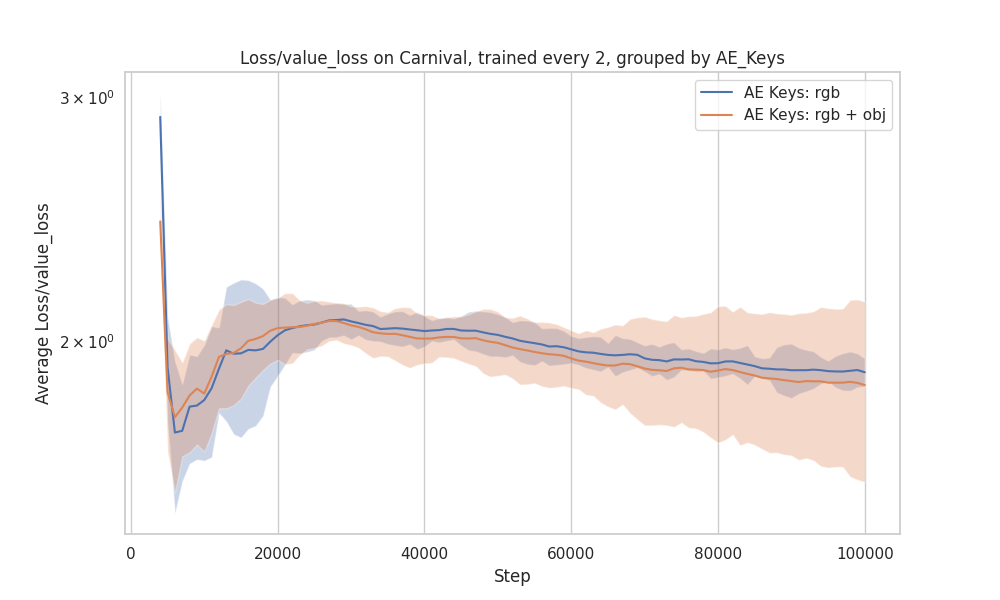 Loss/value_loss on Carnival, trained every 2, grouped by AE_Keys
3 × 10⁰
2 × 10⁰
Average Loss/value_loss
AE Keys: rgb
AE Keys: rgb + obj
0 20000 40000 60000 80000 100000
Step